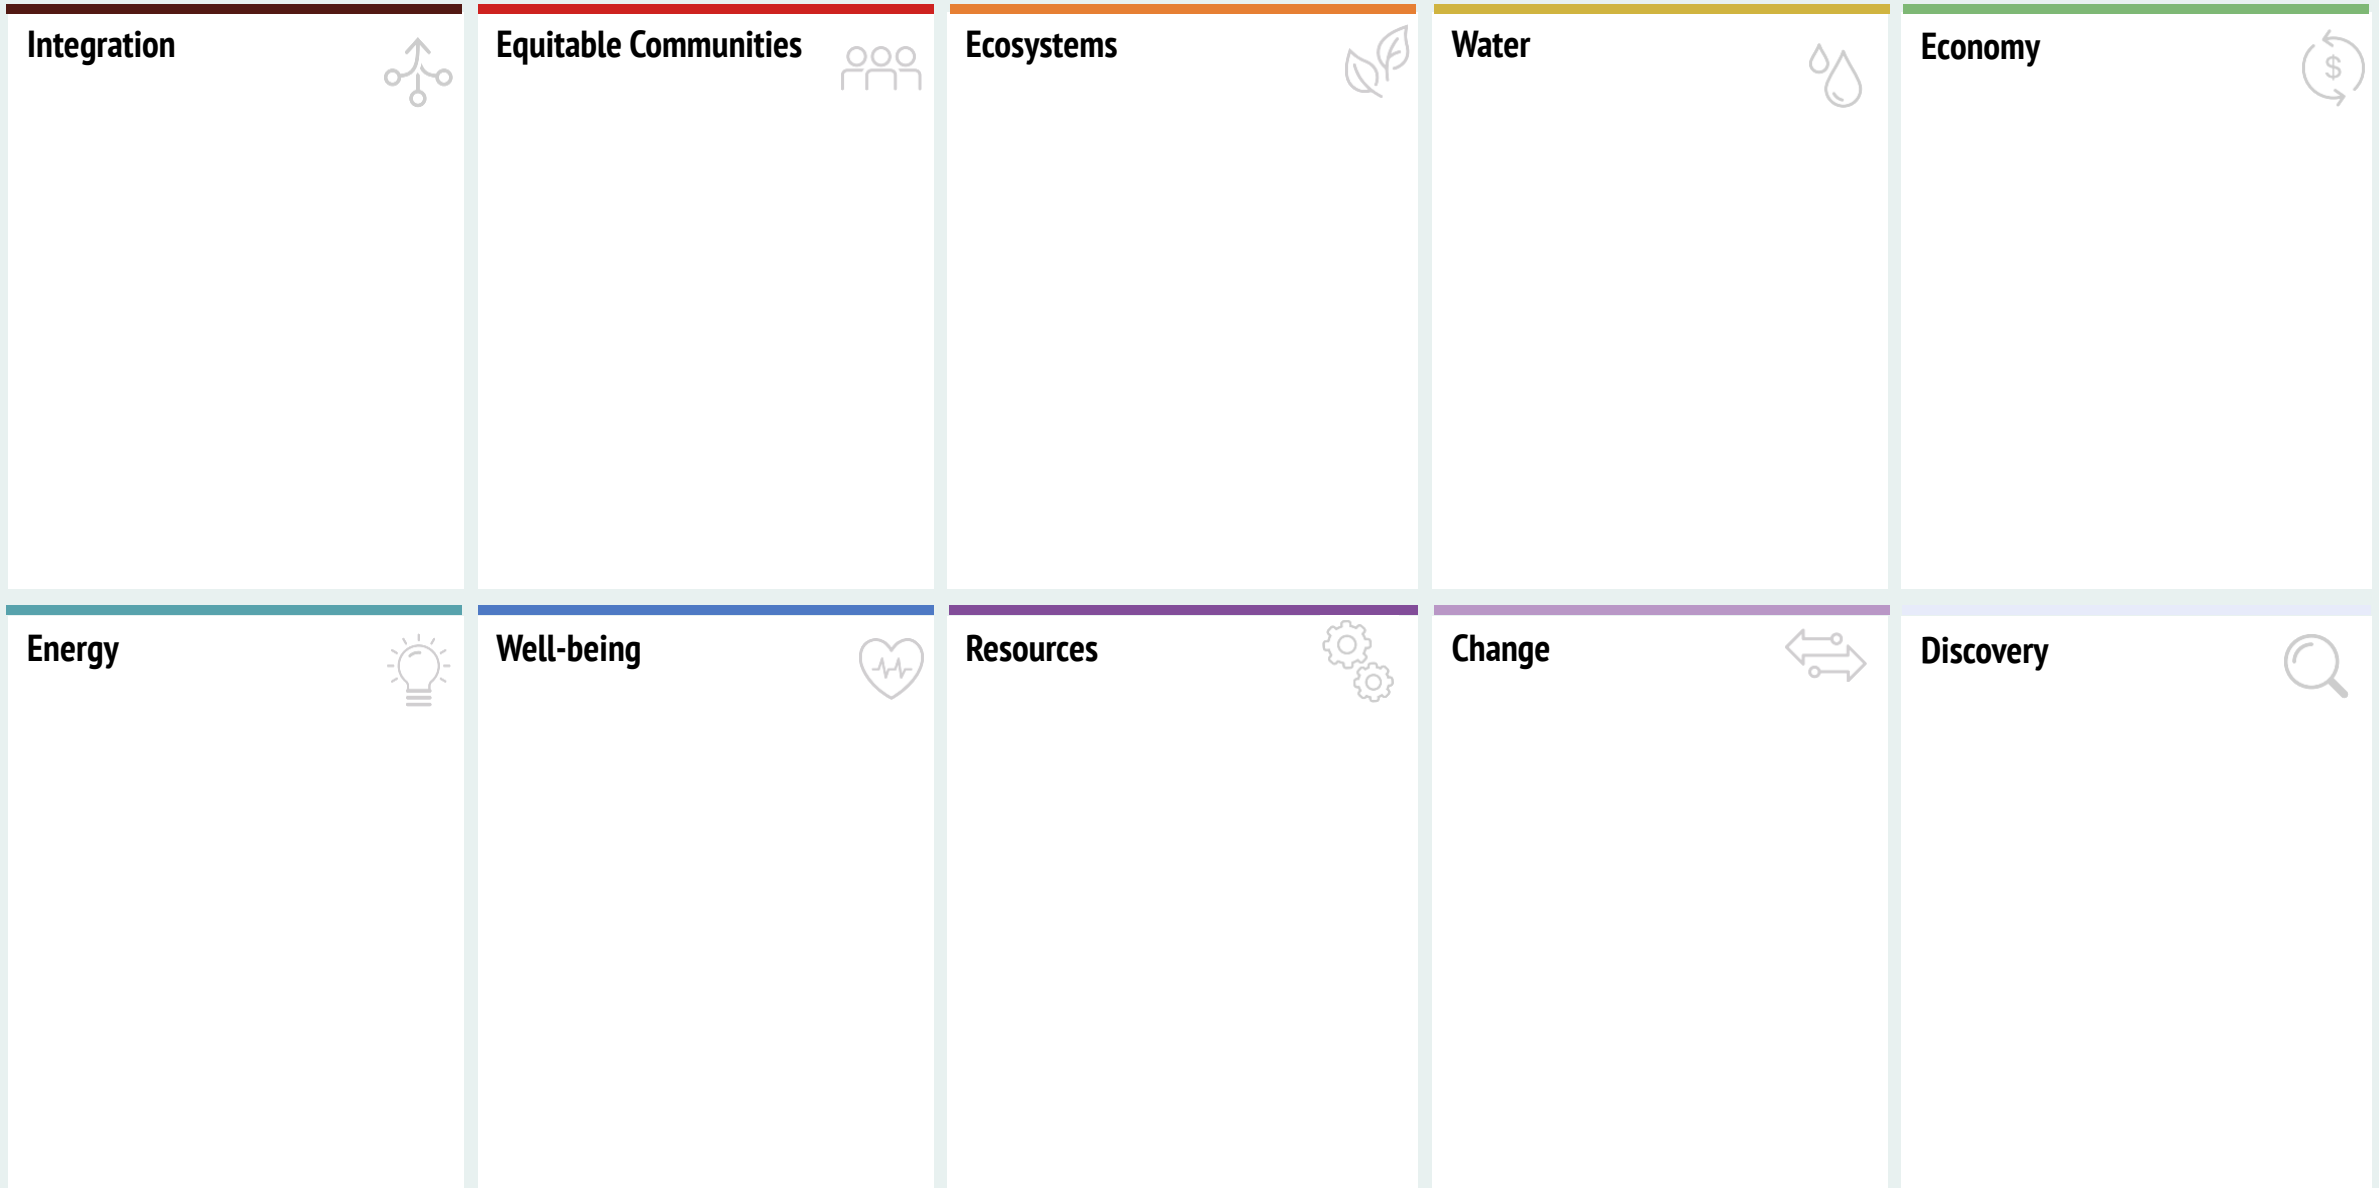 Integration
Equitable Communities
Ecosystems
Water
Economy
$
Energy
Well-being
Resources
Change
Discovery